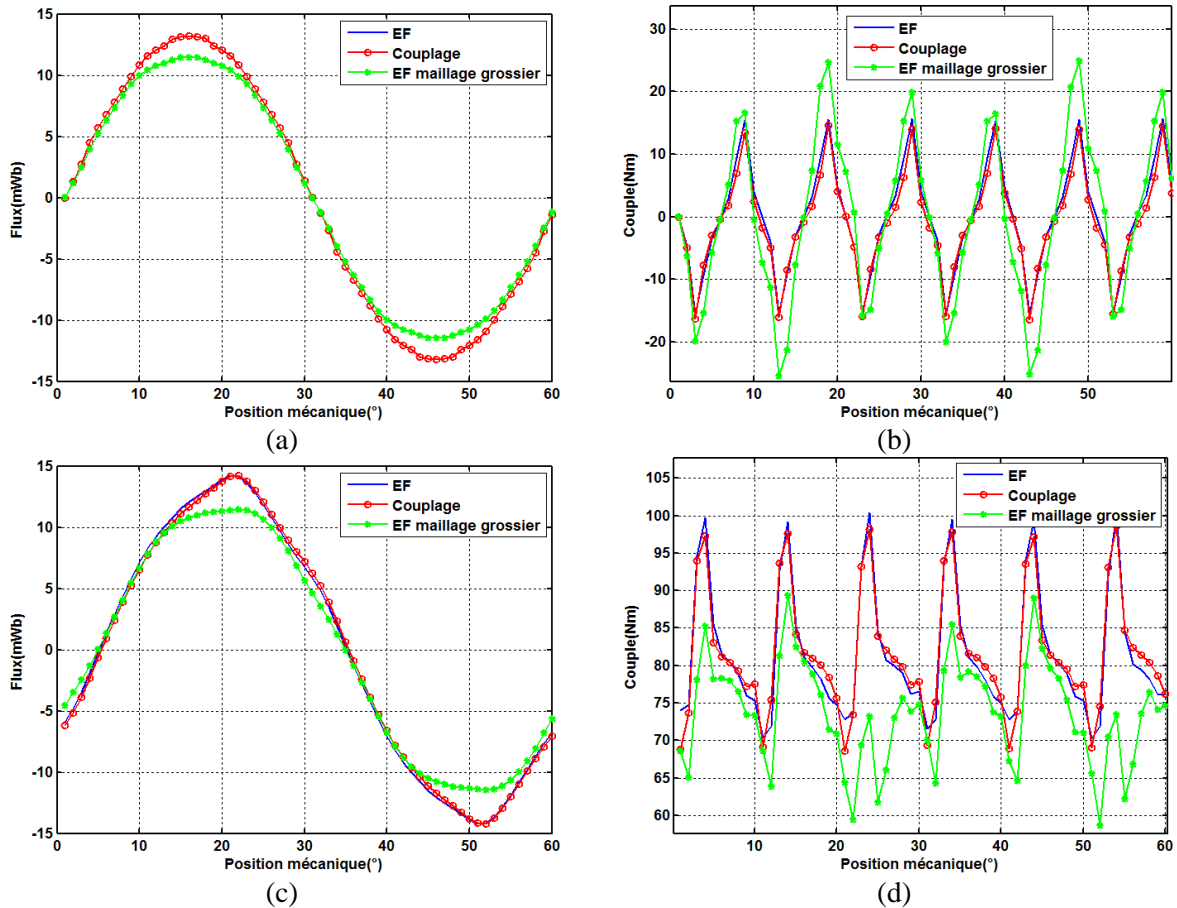 15
10
5
0
-5
-10
-15
Flux(mWb)
0 10 20 30 40 50 60
Position mécanique(°)
EF
Couplage
EF maillage grossier
(a)
30
20
10
0
-10
-20
Couple(Nm)
0 10 20 30 40 50
Position mécanique(°)
EF
Couplage
EF maillage grossier
(b)
15
10
5
0
-5
-10
-15
Flux(mWb)
0 10 20 30 40 50 60
Position mécanique(°)
EF
Couplage
EF maillage grossier
(c)
105
100
95
90
85
80
75
70
65
60
Couple(Nm)
0 10 20 30 40 50 60
Position mécanique(°)
EF
Couplage
EF maillage grossier
(d)